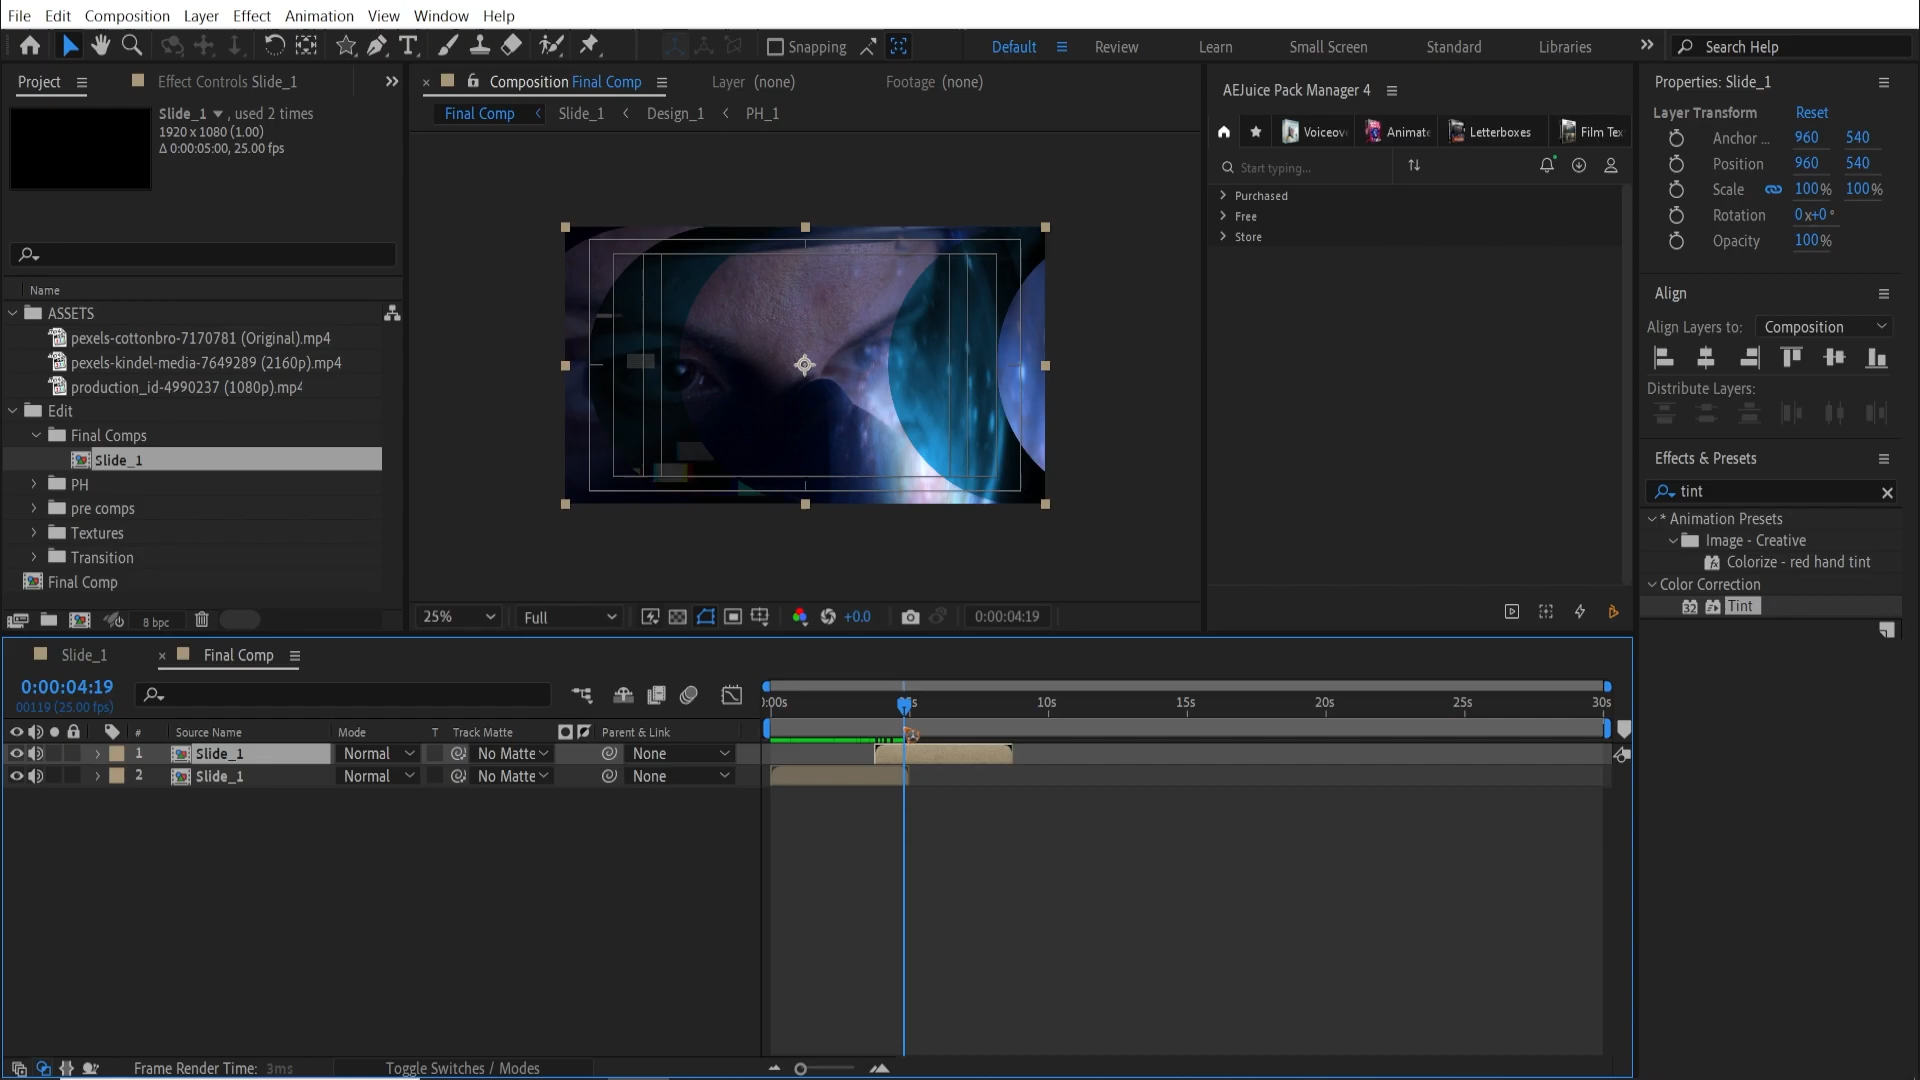 File Edit Composition Layer Effect Animation View Window Help
Snapping Default Review Learn Small Screen Standard Libraries Search Help
Project Effect Controls Slide_1
Slide_1 , used 2 times
1920 x 1080 (1.00)
Δ 0:00:05:00, 25.00 fps
Name
ASSETS
pexels-cottonbro-7170781 (Original).mp4
pexels-kindel-media-7649289 (2160p).mp4
production_id-4990237 (1080p).mp4
Edit
Final Comps
Slide_1
PH
pre comps
Textures
Transition
Final Comp
8 bpc
Composition Final Comp Layer (none) Footage (none)
Final Comp Slide_1 Design_1 PH_1
25% Full +0.0 0:00:04:19
AEJuice Pack Manager 4
Voiceov Animate Letterboxes Film Tex
Start typing...
Purchased
Free
Store
Properties: Slide_1
Layer Transform Reset
Anchor ... 960 540
Position 960 540
Scale 100% 100%
Rotation 0x+0°
Opacity 100%
Align
Align Layers to: Composition
Distribute Layers:
Effects & Presets
tint
* Animation Presets
Image - Creative
Colorize - red hand tint
Color Correction
32 Tint
Slide_1 Final Comp
0:00:04:19
00119 (25.00 fps)
:00s 10s 15s 20s 25s 30s
# Source Name Mode T Track Matte Parent & Link
1 Slide_1 Normal No Matte None
2 Slide_1 Normal No Matte None
Frame Render Time: 3ms Toggle Switches / Modes